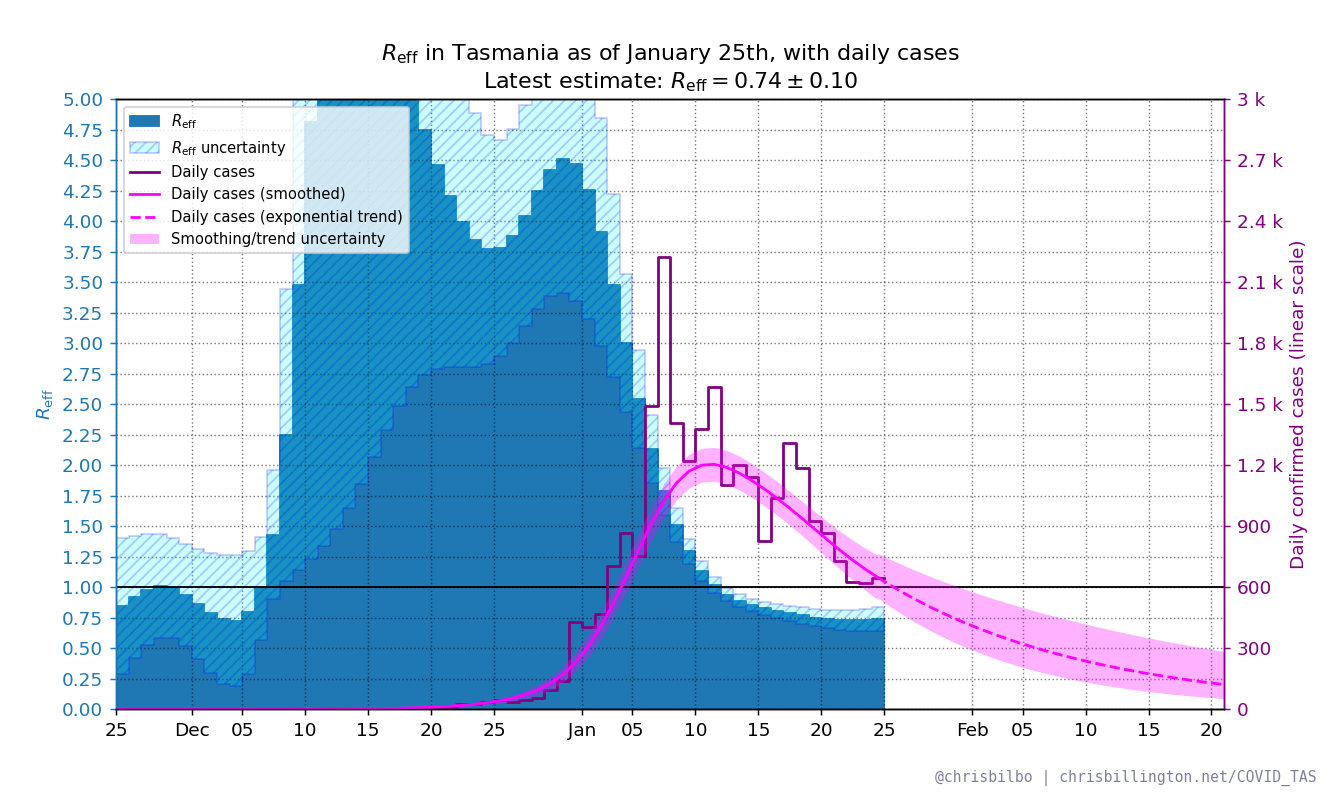 R_eff in Tasmania as of January 25th, with daily cases
Latest estimate: R_eff = 0.74 ± 0.10
R_eff
R_eff uncertainty
Daily cases
Daily cases (smoothed)
Daily cases (exponential trend)
Smoothing/trend uncertainty
5.00
4.75
4.50
4.25
4.00
3.75
3.50
3.25
3.00
2.75
2.50
2.25
2.00
1.75
1.50
1.25
1.00
0.75
0.50
0.25
0.00
R_eff
3 k
2.7 k
2.4 k
2.1 k
1.8 k
1.5 k
1.2 k
900
600
300
0
Daily confirmed cases (linear scale)
25 Dec 05 10 15 20 25 Jan 05 10 15 20 25 Feb 05 10 15 20
@chrisbilbo | chrisbillington.net/COVID_TAS